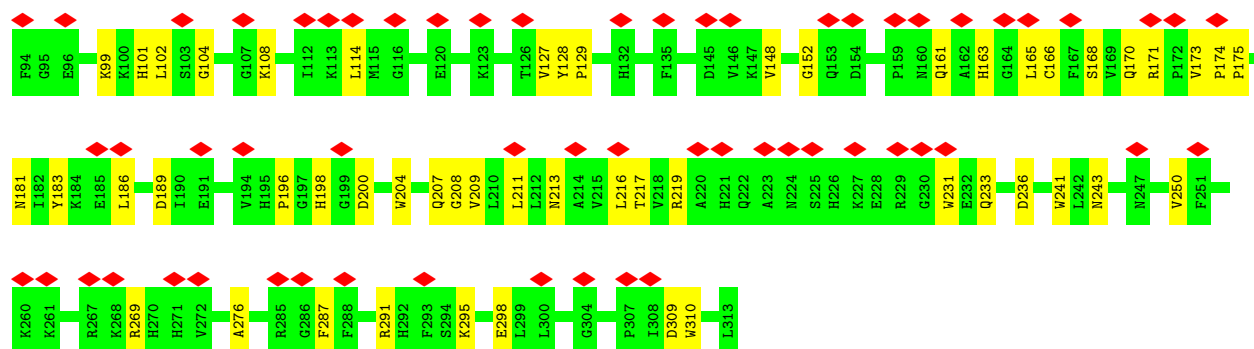 F94 G95 E96 K99 K100 H101 L102 S103 G104 G107 K108 I112 K113 L114 M115 G116 E120 K123 T126 V127 Y128 P129 H132 F135 D145 V146 K147 V148 G152 Q153 D154 P159 N160 Q161 A162 H163 G164 L165 C166 F167 S168 V169 Q170 R171 P172 V173 P174 P175
N181 I182 Y183 K184 E185 L186 D189 I190 E191 V194 H195 P196 G197 H198 G199 D200 W204 Q207 G208 V209 L210 L211 L212 N213 A214 V215 L216 T217 V218 R219 A220 H221 Q222 A223 N224 S225 H226 K227 E228 R229 G230 W231 E232 Q233 D236 W241 L242 N243 N247 V250 F251
K260 K261 R267 K268 R269 H270 H271 V272 A276 R285 G286 F287 F288 R291 H292 F293 S294 K295 E298 L299 L300 G304 P307 I308 D309 W310 L313